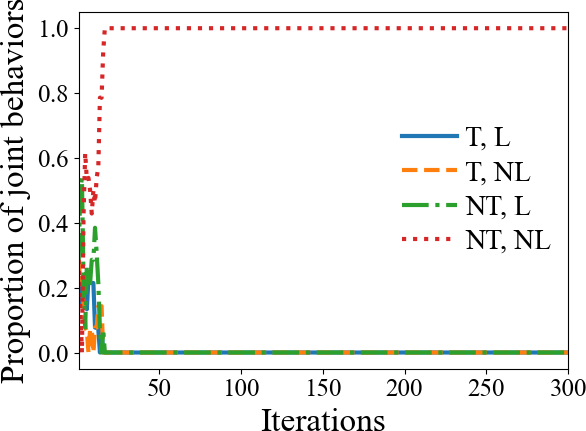 Proportion of joint behaviors
1.0
0.8
0.6
0.4
0.2
0.0
T, L
T, NL
NT, L
NT, NL
50 100 150 200 250 300
Iterations